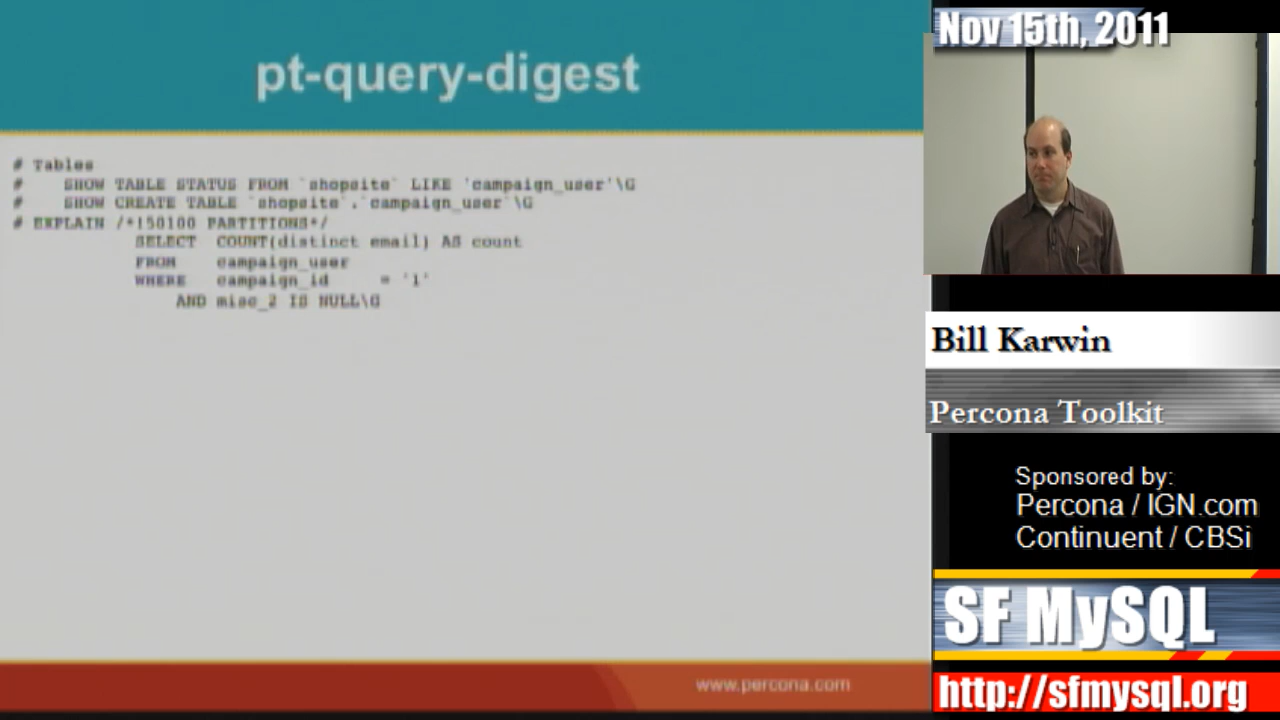 pt-query-digest
# Tables
#    SHOW TABLE STATUS FROM `shopsite` LIKE 'campaign_user'\G
#    SHOW CREATE TABLE `shopsite`.`campaign_user`\G
# EXPLAIN /*!50100 PARTITIONS*/
SELECT  COUNT(distinct email) AS count
FROM    campaign_user
WHERE   campaign_id     = '1'
AND misc_2 IS NULL\G
www.percona.com
Nov 15th, 2011
Bill Karwin
Percona Toolkit
Sponsored by:
Percona / IGN.com
Continuent / CBSi
SF MySQL
http://sfmysql.org